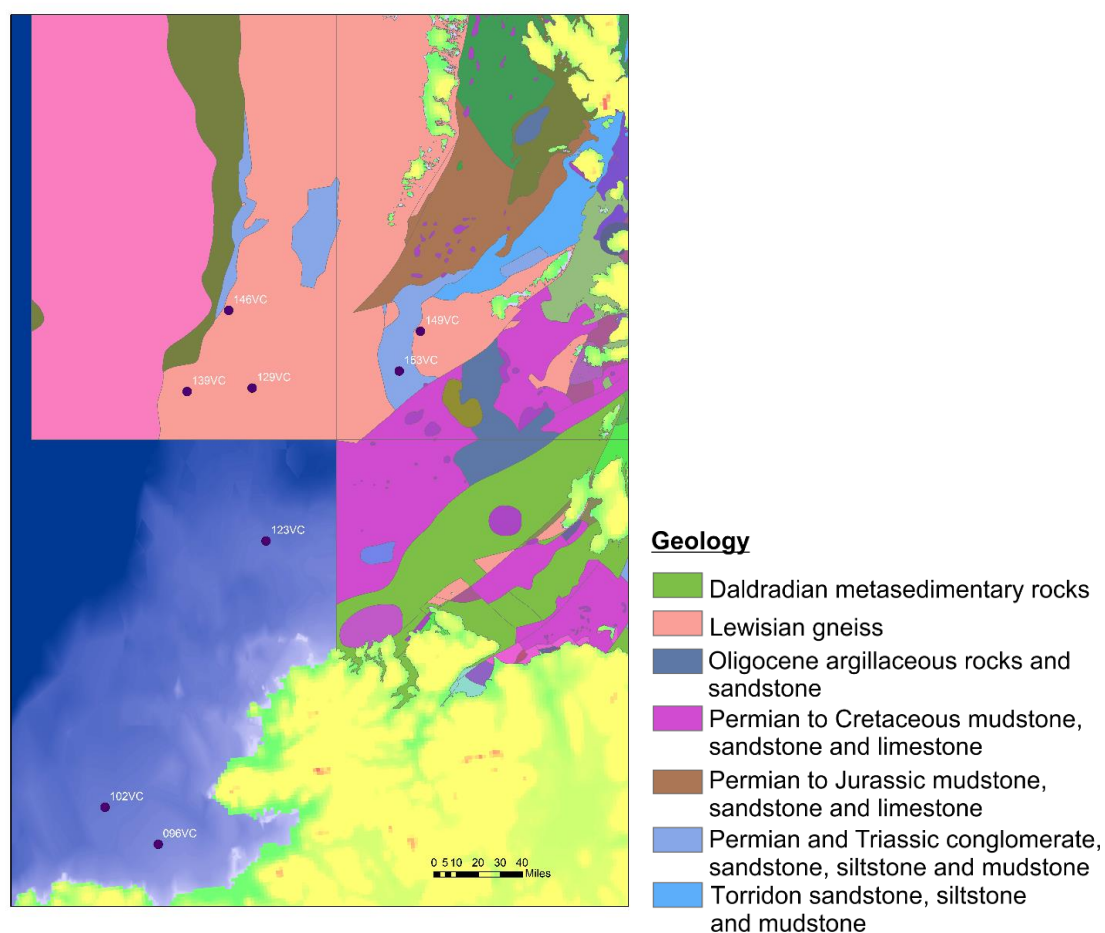 146VC
149VC
153VC
139VC
129VC
123VC
102VC
096VC
0 5 10 20 30 40
Miles
Geology
Daldradian metasedimentary rocks
Lewisian gneiss
Oligocene argillaceous rocks and
sandstone
Permian to Cretaceous mudstone,
sandstone and limestone
Permian to Jurassic mudstone,
sandstone and limestone
Permian and Triassic conglomerate,
sandstone, siltstone and mudstone
Torridon sandstone, siltstone
and mudstone